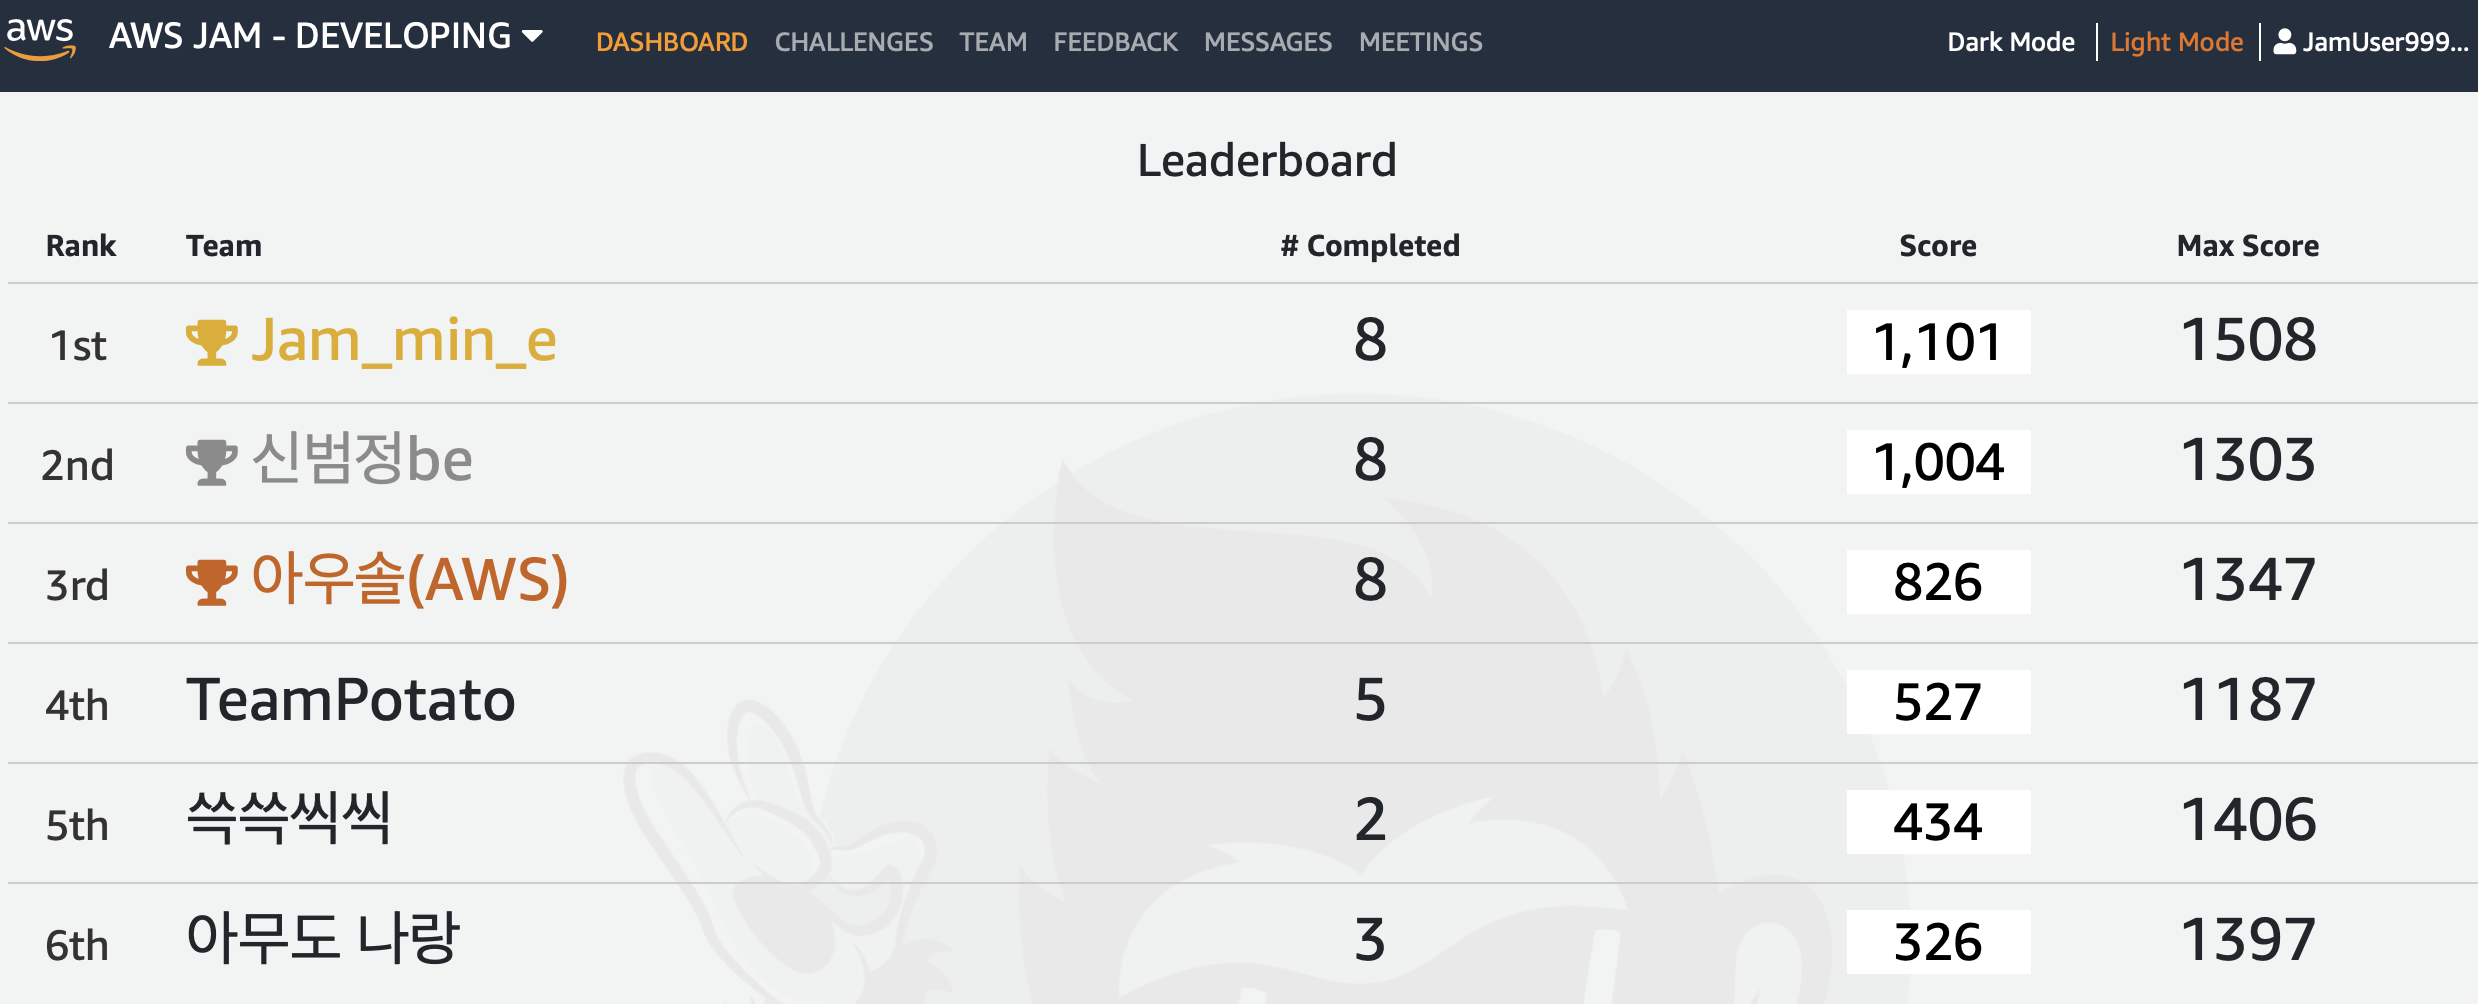 aws AWS JAM - DEVELOPING DASHBOARD CHALLENGES TEAM FEEDBACK MESSAGES MEETINGS Dark Mode Light Mode JamUser999...
Leaderboard
Rank Team # Completed Score Max Score
1st Jam_min_e 8 1,101 1508
2nd 신범정be 8 1,004 1303
3rd 아우솔(AWS) 8 826 1347
4th TeamPotato 5 527 1187
5th 쓱쓱씩씩 2 434 1406
6th 아무도 나랑 3 326 1397